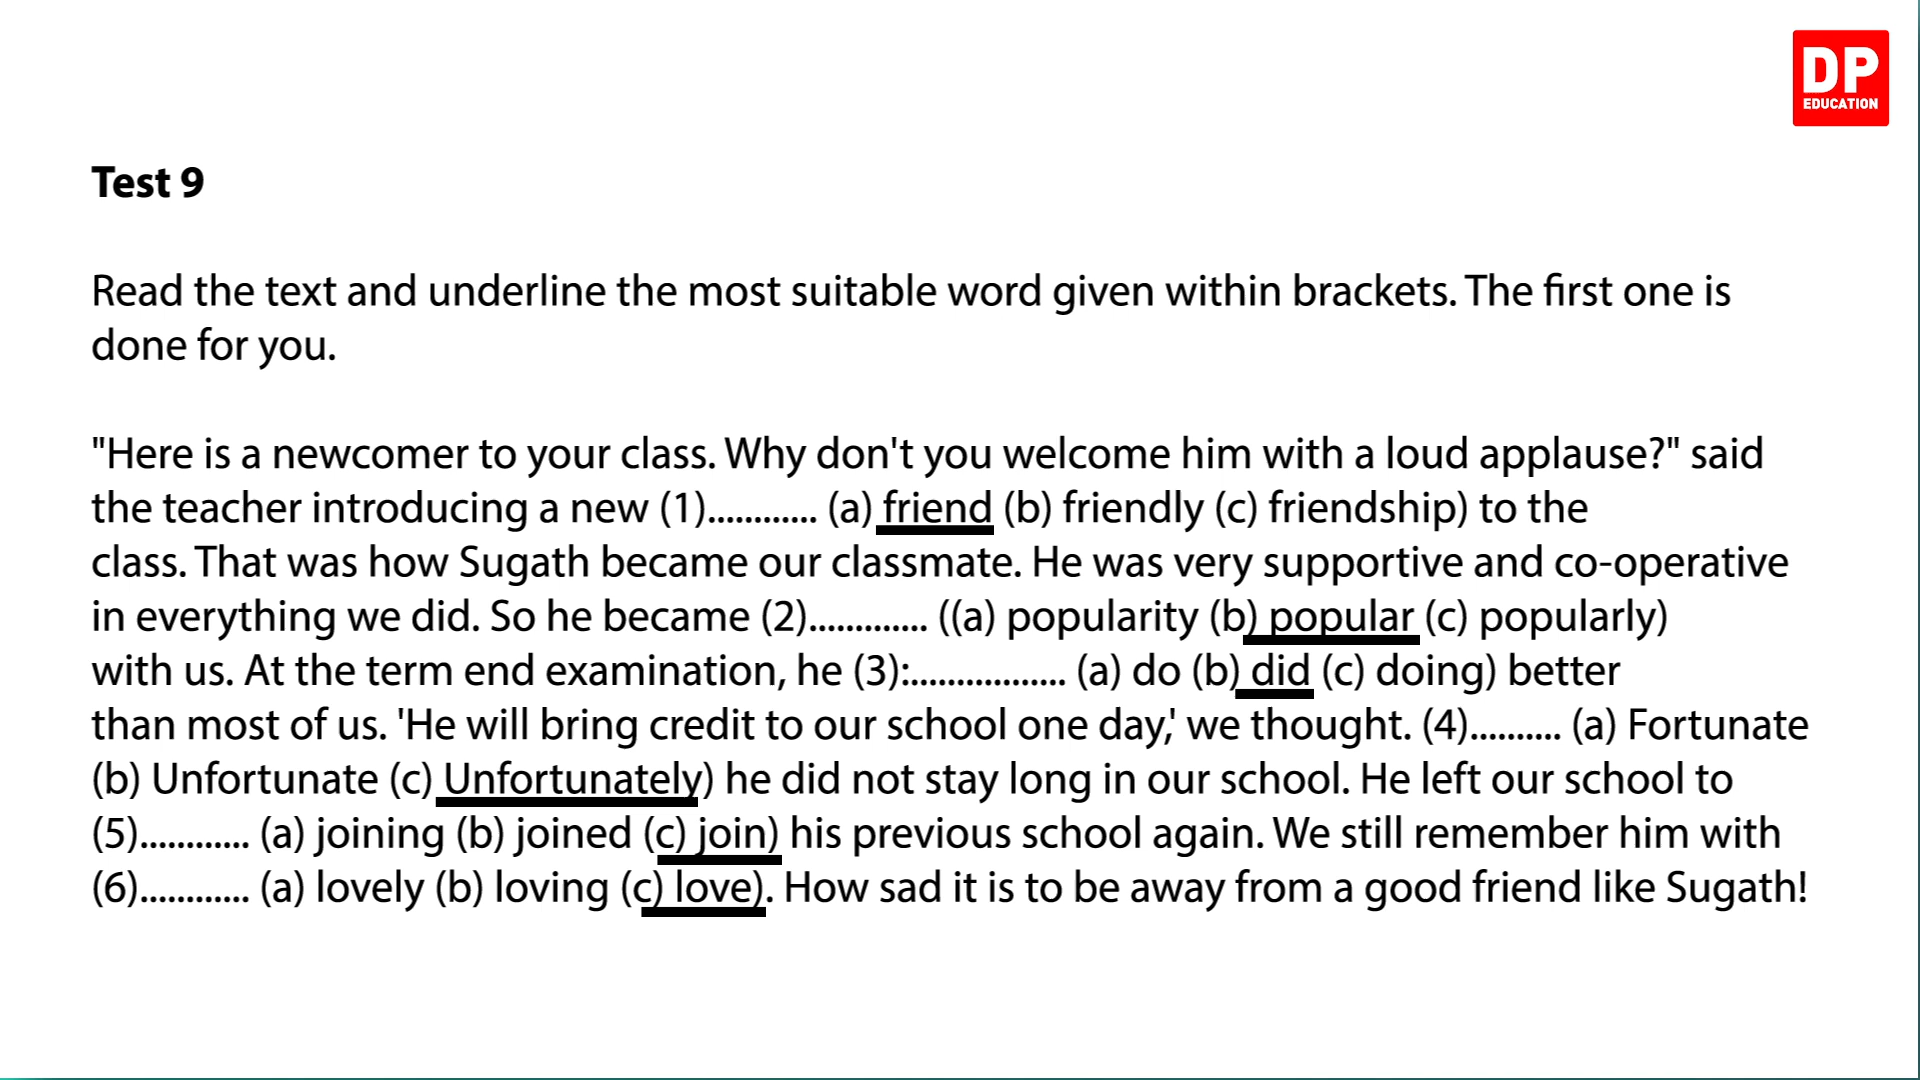 DP
EDUCATION
Test 9
Read the text and underline the most suitable word given within brackets. The first one is
done for you.
"Here is a newcomer to your class. Why don't you welcome him with a loud applause?" said
the teacher introducing a new (1)............ (a) friend (b) friendly (c) friendship) to the
class. That was how Sugath became our classmate. He was very supportive and co-operative
in everything we did. So he became (2)............. ((a) popularity (b) popular (c) popularly)
with us. At the term end examination, he (3):................. (a) do (b) did (c) doing) better
than most of us. 'He will bring credit to our school one day,' we thought. (4).......... (a) Fortunate
(b) Unfortunate (c) Unfortunately) he did not stay long in our school. He left our school to
(5)............ (a) joining (b) joined (c) join) his previous school again. We still remember him with
(6)............ (a) lovely (b) loving (c) love). How sad it is to be away from a good friend like Sugath!